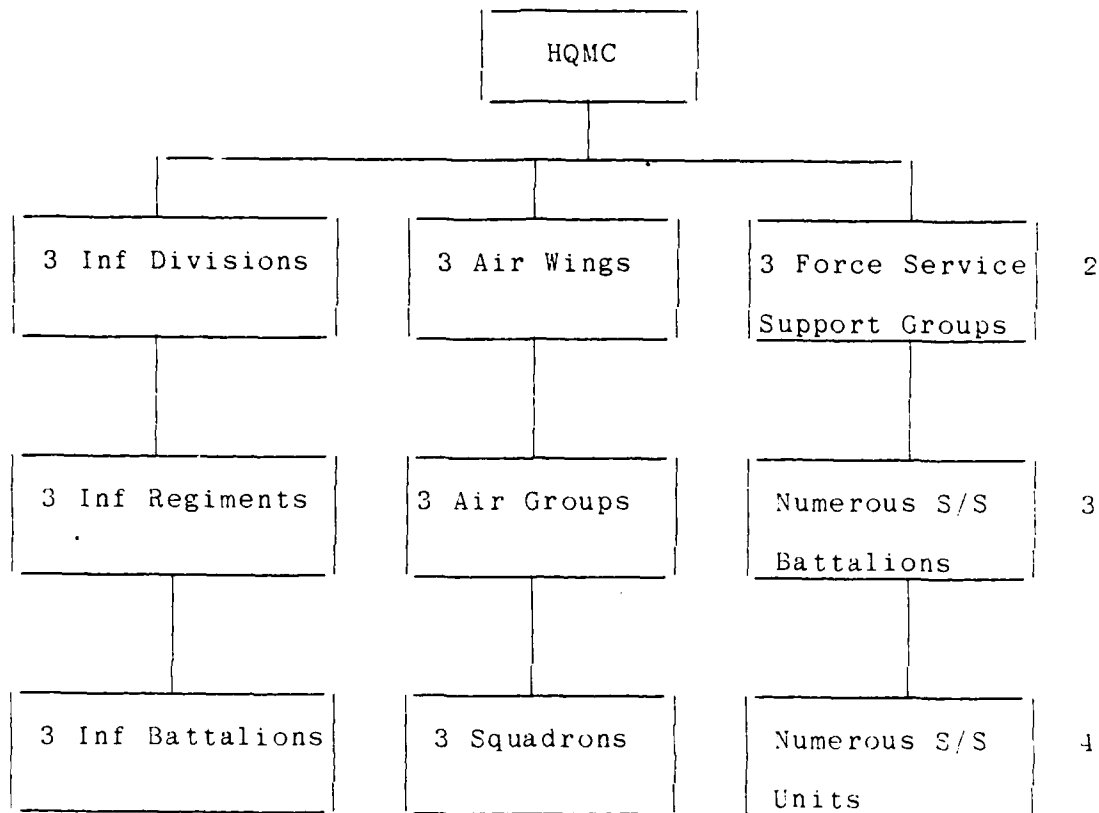 HQMC
3 Inf Divisions
3 Air Wings
3 Force Service
Support Groups
2
3 Inf Regiments
3 Air Groups
Numerous S/S
Battalions
3
3 Inf Battalions
3 Squadrons
Numerous S/S
Units
4